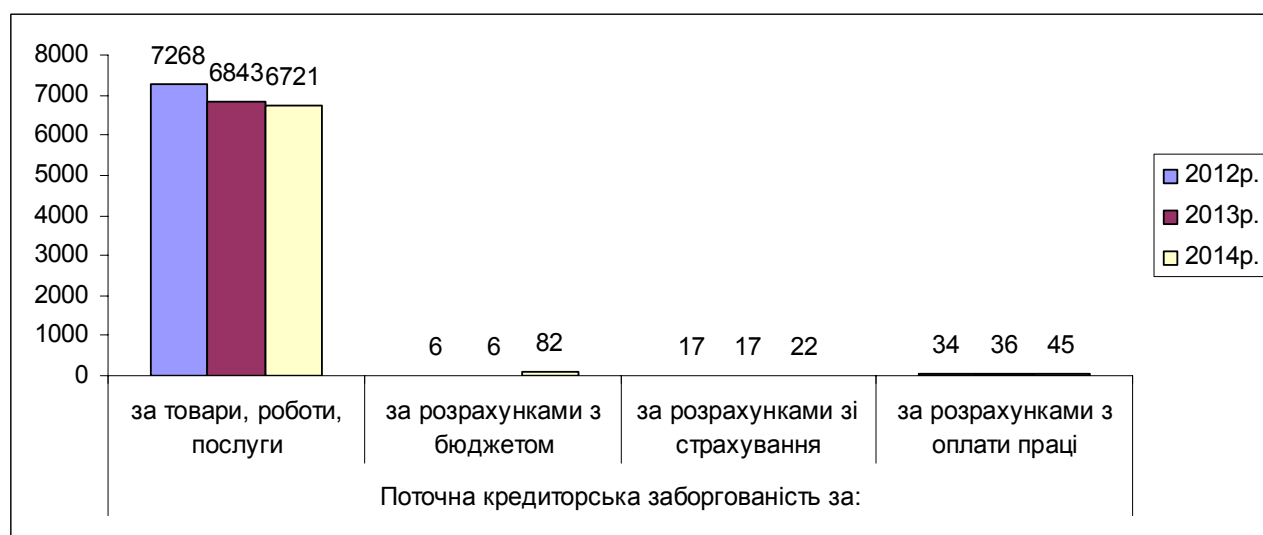 8000
7000
6000
5000
4000
3000
2000
1000
0
7268
6843
6721
6
6
82
17
17
22
34
36
45
за товари, роботи,
послуги
за розрахунками з
бюджетом
за розрахунками зі
страхування
за розрахунками з
оплати праці
Поточна кредиторська заборгованість за:
2012р.
2013р.
2014р.